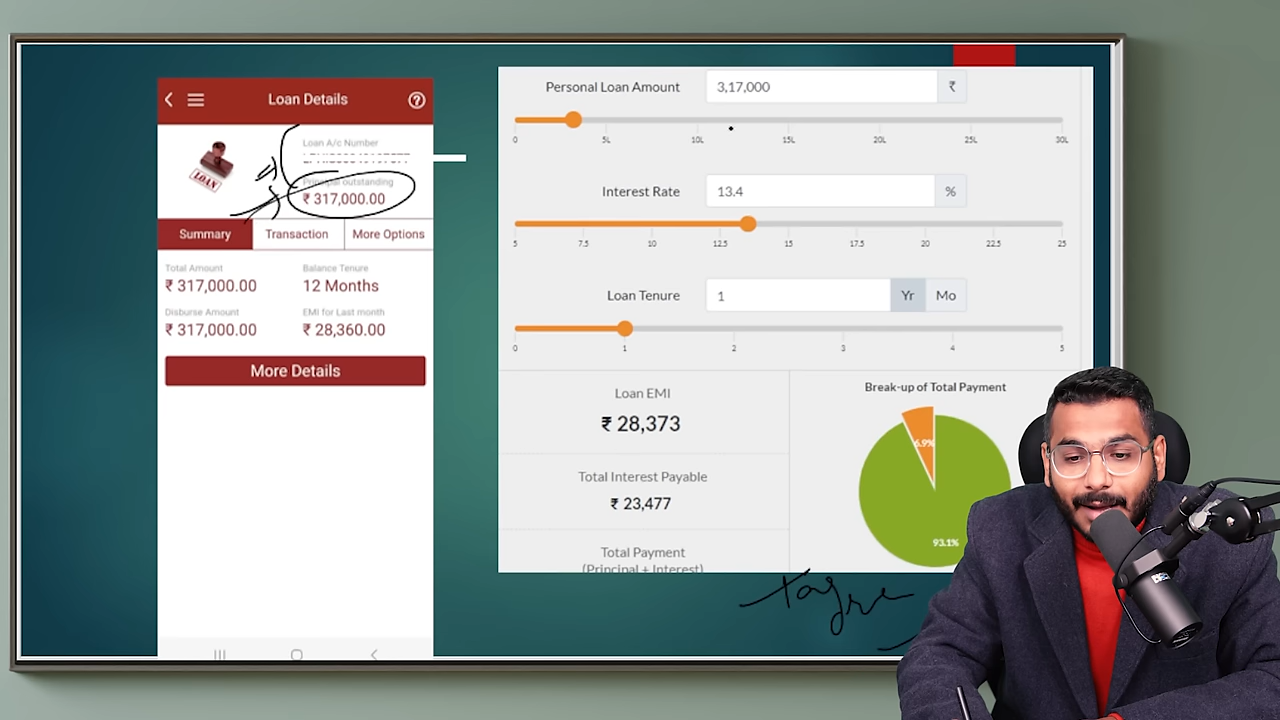 Loan Details
?
Loan A/c Number
LOAN
Principal outstanding
₹ 317,000.00
Summary
Transaction
More Options
Total Amount
Balance Tenure
₹ 317,000.00
12 Months
Disburse Amount
EMI for Last month
₹ 317,000.00
₹ 28,360.00
More Details
Personal Loan Amount
3,17,000
₹
0
5L
10L
15L
20L
25L
30L
Interest Rate
13.4
%
5
7.5
10
12.5
15
17.5
20
22.5
25
Loan Tenure
1
Yr
Mo
0
1
2
3
4
5
Loan EMI
₹ 28,373
Total Interest Payable
₹ 23,477
Total Payment
(Principal + Interest)
Break-up of Total Payment
6.9%
93.1%